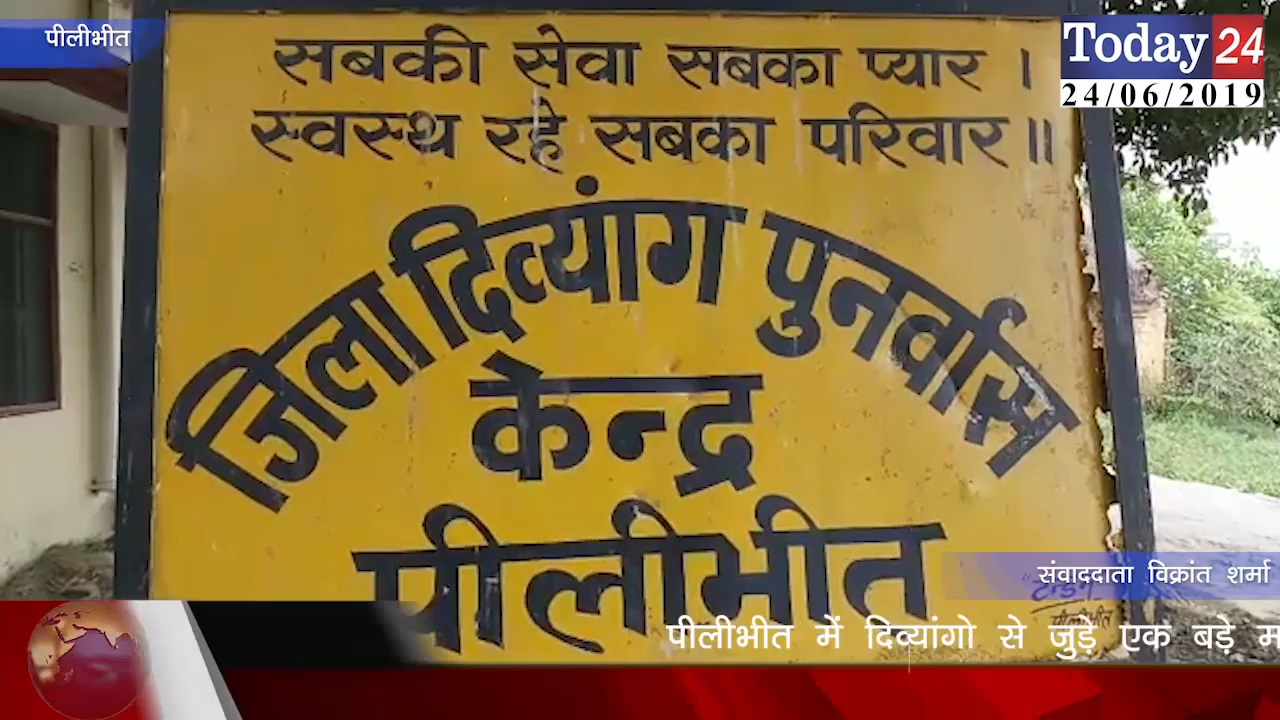 पीलीभीत
Today 24
24/06/2019
सबकी सेवा सबका प्यार ।
स्वस्थ रहे सबका परिवार ॥
जिला दिव्यांग पुनर्वास
केन्द्र
पीलीभीत
संवाददाता विक्रांत शर्मा
पीलीभीत
पीलीभीत में दिव्यांगो से जुड़े एक बड़े